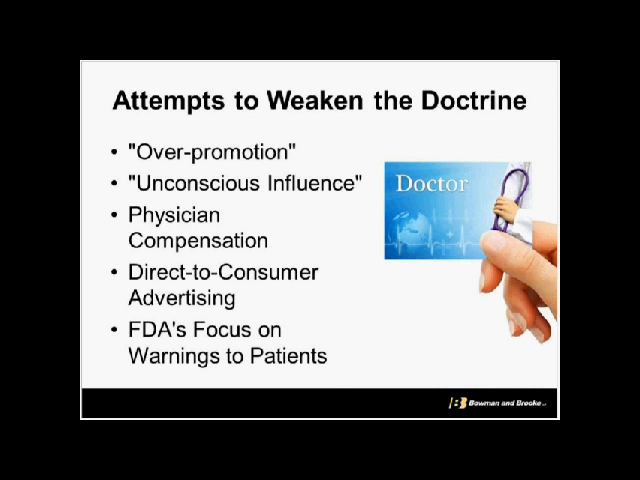 Attempts to Weaken the Doctrine
• "Over-promotion"
• "Unconscious Influence"
• Physician
Compensation
• Direct-to-Consumer
Advertising
• FDA's Focus on
Warnings to Patients
Doctor
Bowman and Brooke